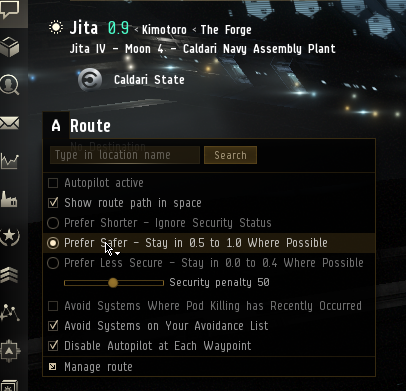 Jita 0.9 < Kimotoro < The Forge
Jita IV - Moon 4 - Caldari Navy Assembly Plant
Caldari State
Route
No Destination
Type in location name Search
Autopilot active
Show route path in space
Prefer Shorter - Ignore Security Status
Prefer Safer - Stay in 0.5 to 1.0 Where Possible
Prefer Less Secure - Stay in 0.0 to 0.4 Where Possible
Security penalty 50
Avoid Systems Where Pod Killing has Recently Occurred
Avoid Systems on Your Avoidance List
Disable Autopilot at Each Waypoint
Manage route